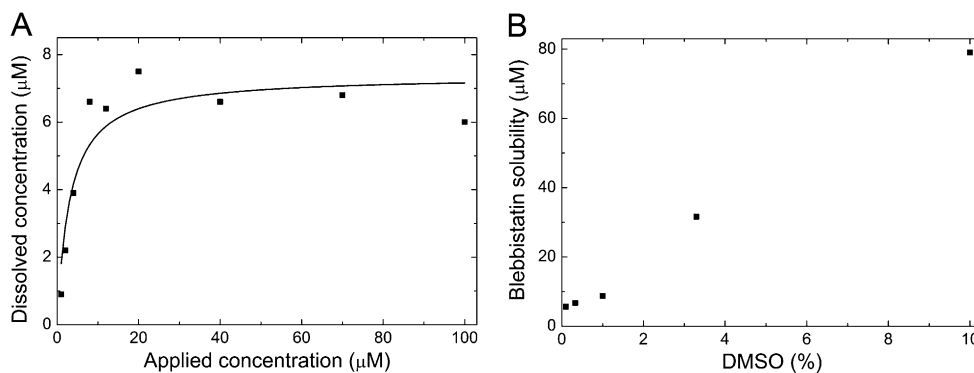 A
Dissolved concentration (μM)
8
6
4
2
0
0 20 40 60 80 100
Applied concentration (μM)
B
Blebbistatin solubility (μM)
80
60
40
20
0
0 2 4 6 8 10
DMSO (%)